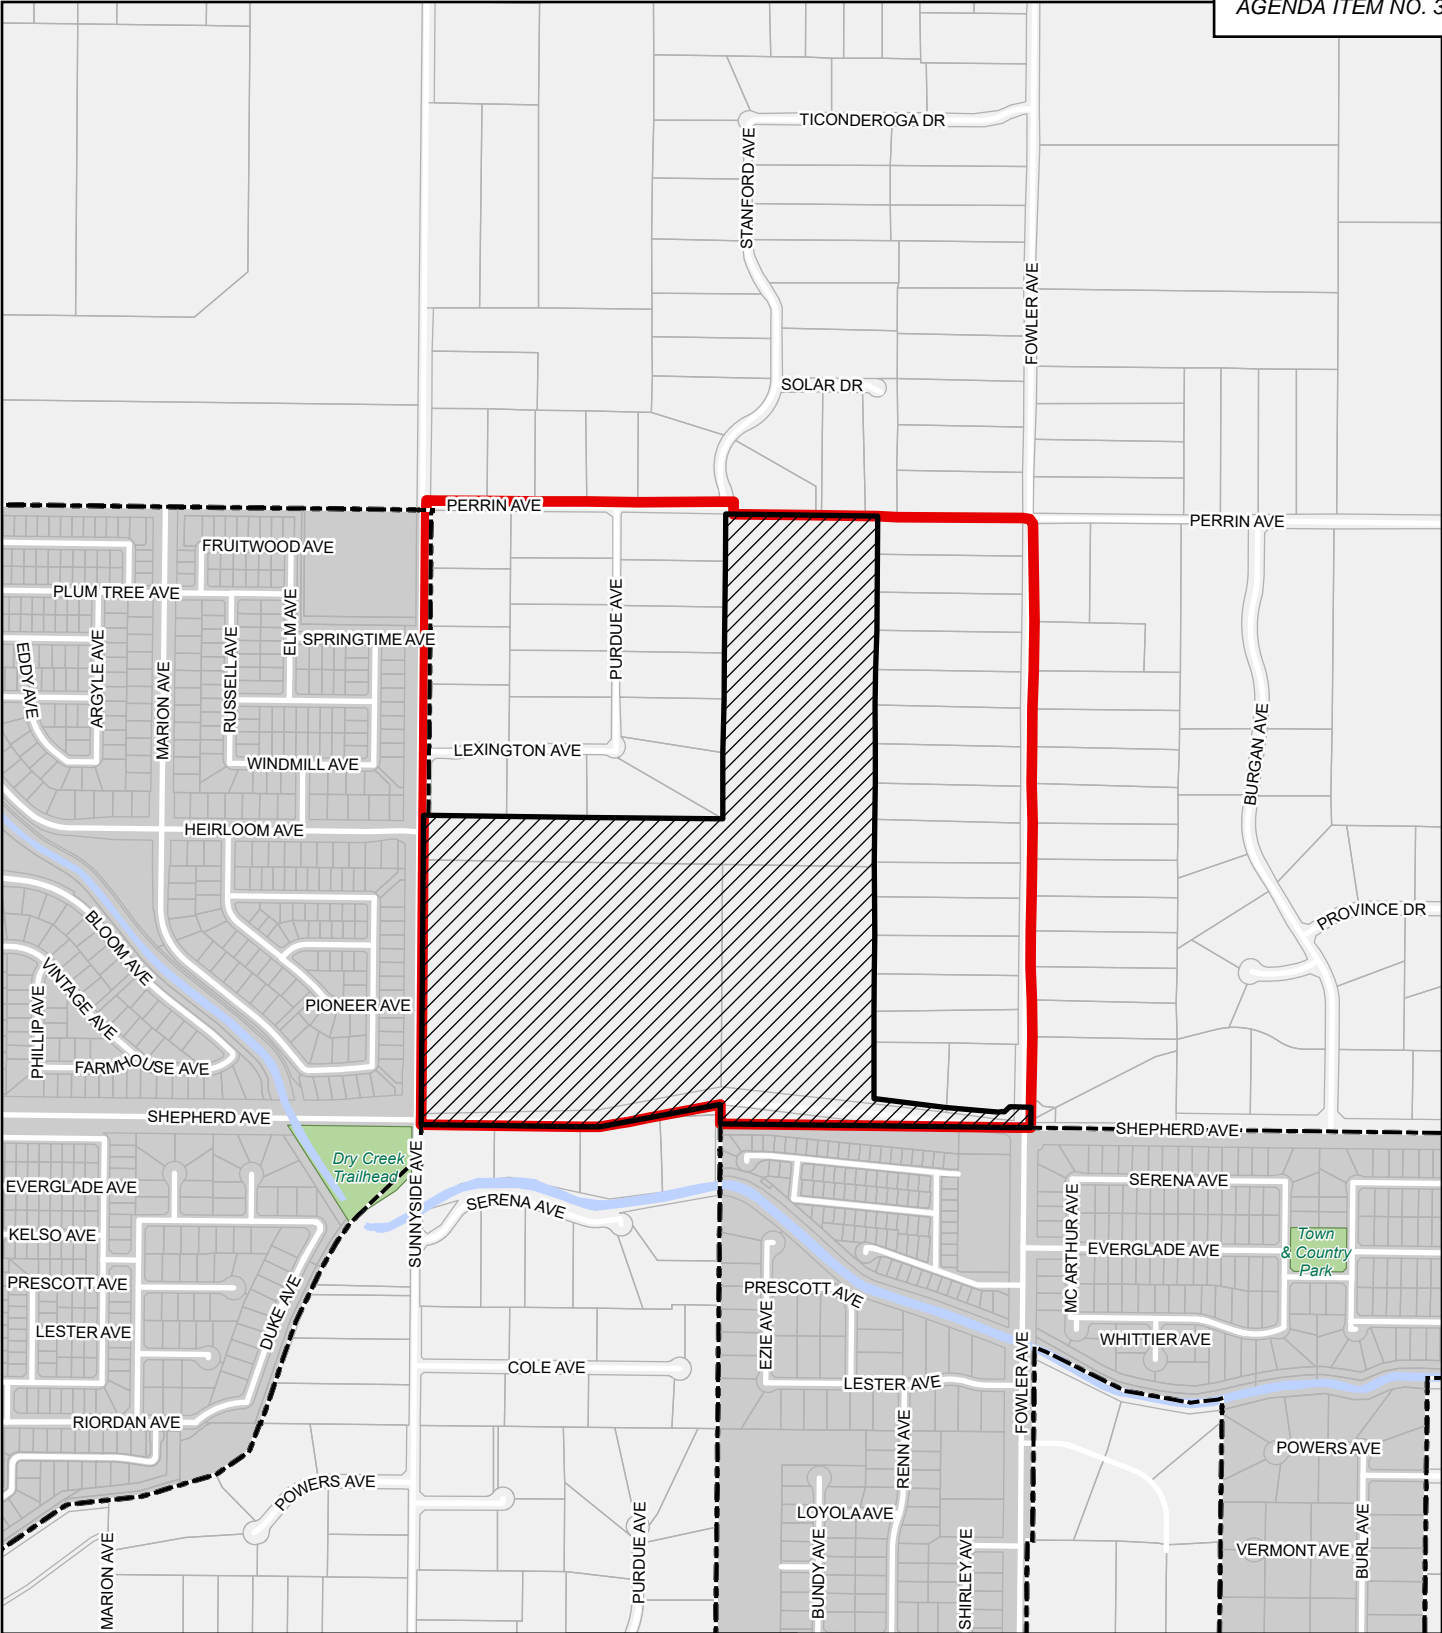 AGENDA ITEM NO. 3
TICONDEROGA DR
STANFORD AVE
FOWLER AVE
SOLAR DR
PERRIN AVE
PERRIN AVE
FRUITWOOD AVE
PLUM TREE AVE
ELM AVE
SPRINGTIME AVE
PURDUE AVE
EDDY AVE
ARGYLE AVE
MARION AVE
RUSSELL AVE
LEXINGTON AVE
WINDMILL AVE
BURGAN AVE
HEIRLOOM AVE
PROVINCE DR
BLOOM AVE
VINTAGE AVE
PHILLIP AVE
PIONEER AVE
FARMHOUSE AVE
SHEPHERD AVE
SHEPHERD AVE
Dry Creek
Trailhead
SUNNYSIDE AVE
EVERGLADE AVE
SERENA AVE
SERENA AVE
MC ARTHUR AVE
KELSO AVE
EVERGLADE AVE
Town
& Country
Park
PRESCOTT AVE
DUKE AVE
PRESCOTT AVE
EZIE AVE
LESTER AVE
WHITTIER AVE
COLE AVE
LESTER AVE
FOWLER AVE
RIORDAN AVE
RENN AVE
POWERS AVE
POWERS AVE
LOYOLA AVE
MARION AVE
PURDUE AVE
BUNDY AVE
SHIRLEY AVE
VERMONT AVE
BURL AVE